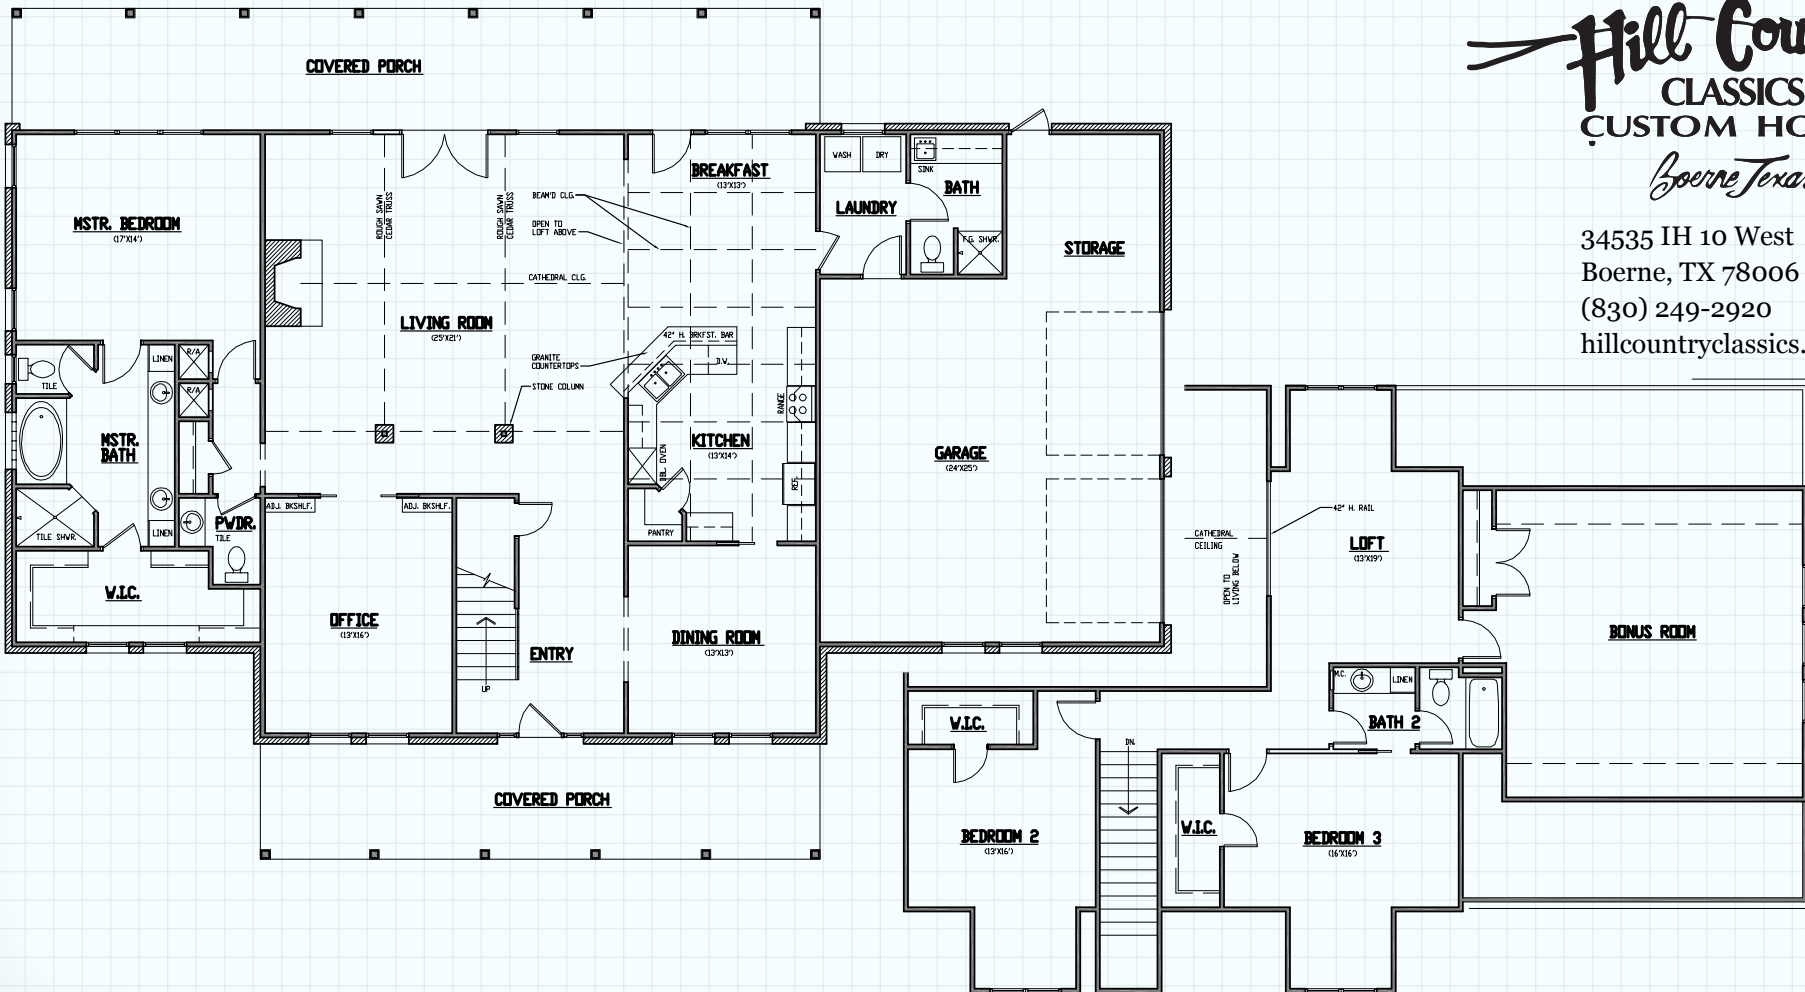 COVERED PORCH
Hill Cou
CLASSICS
CUSTOM HO
Boerne Texas
34535 IH 10 West
Boerne, TX 78006
(830) 249-2920
hillcountryclassics.
MSTR. BEDROOM
(17'X14')
ROUGH SAWN
CEDAR TRUSS
ROUGH SAWN
CEDAR TRUSS
BEAM'D CLG.
OPEN TO
LOFT ABOVE
CATHEDRAL CLG.
LIVING ROOM
(25'X21')
BREAKFAST
(13'X13')
WASH
DRY
SINK
BATH
LAUNDRY
F.G. SHWR.
STORAGE
42" H. BRKFST. BAR
D.W.
GRANITE
COUNTERTOPS
STONE COLUMN
RANGE
KITCHEN
(13'X14')
DBL. OVEN
REF.
PANTRY
GARAGE
(24'X25')
TILE
LINEN
R/A
R/A
MSTR.
BATH
TILE SHWR.
LINEN
PWDR.
TILE
W.I.C.
ADJ. BKSHLF.
ADJ. BKSHLF.
OFFICE
(13'X16')
UP
ENTRY
DINING ROOM
(13'X13')
COVERED PORCH
CATHEDRAL
CEILING
OPEN TO
LIVING BELOW
42" H. RAIL
LOFT
(13'X19')
BONUS ROOM
M.C.
LINEN
BATH 2
W.I.C.
DN.
BEDROOM 2
(13'X16')
W.I.C.
BEDROOM 3
(16'X16')